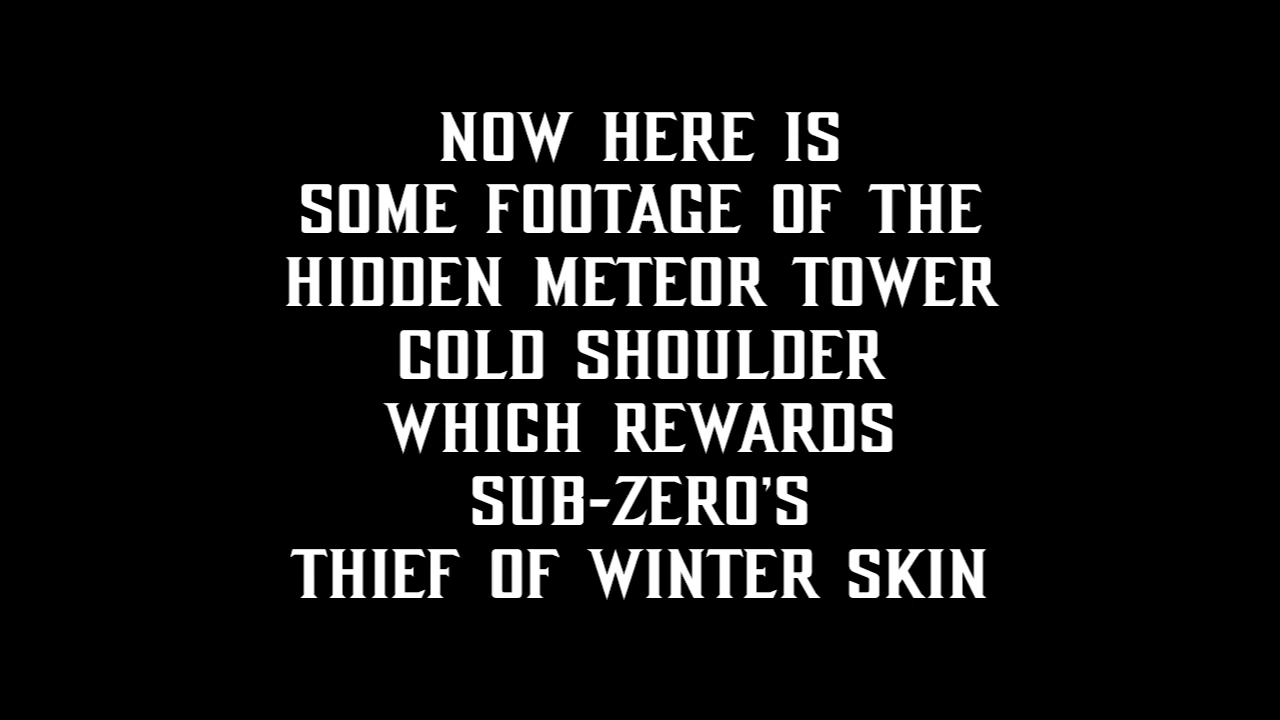 NOW HERE IS
SOME FOOTAGE OF THE
HIDDEN METEOR TOWER
COLD SHOULDER
WHICH REWARDS
SUB-ZERO'S
THIEF OF WINTER SKIN